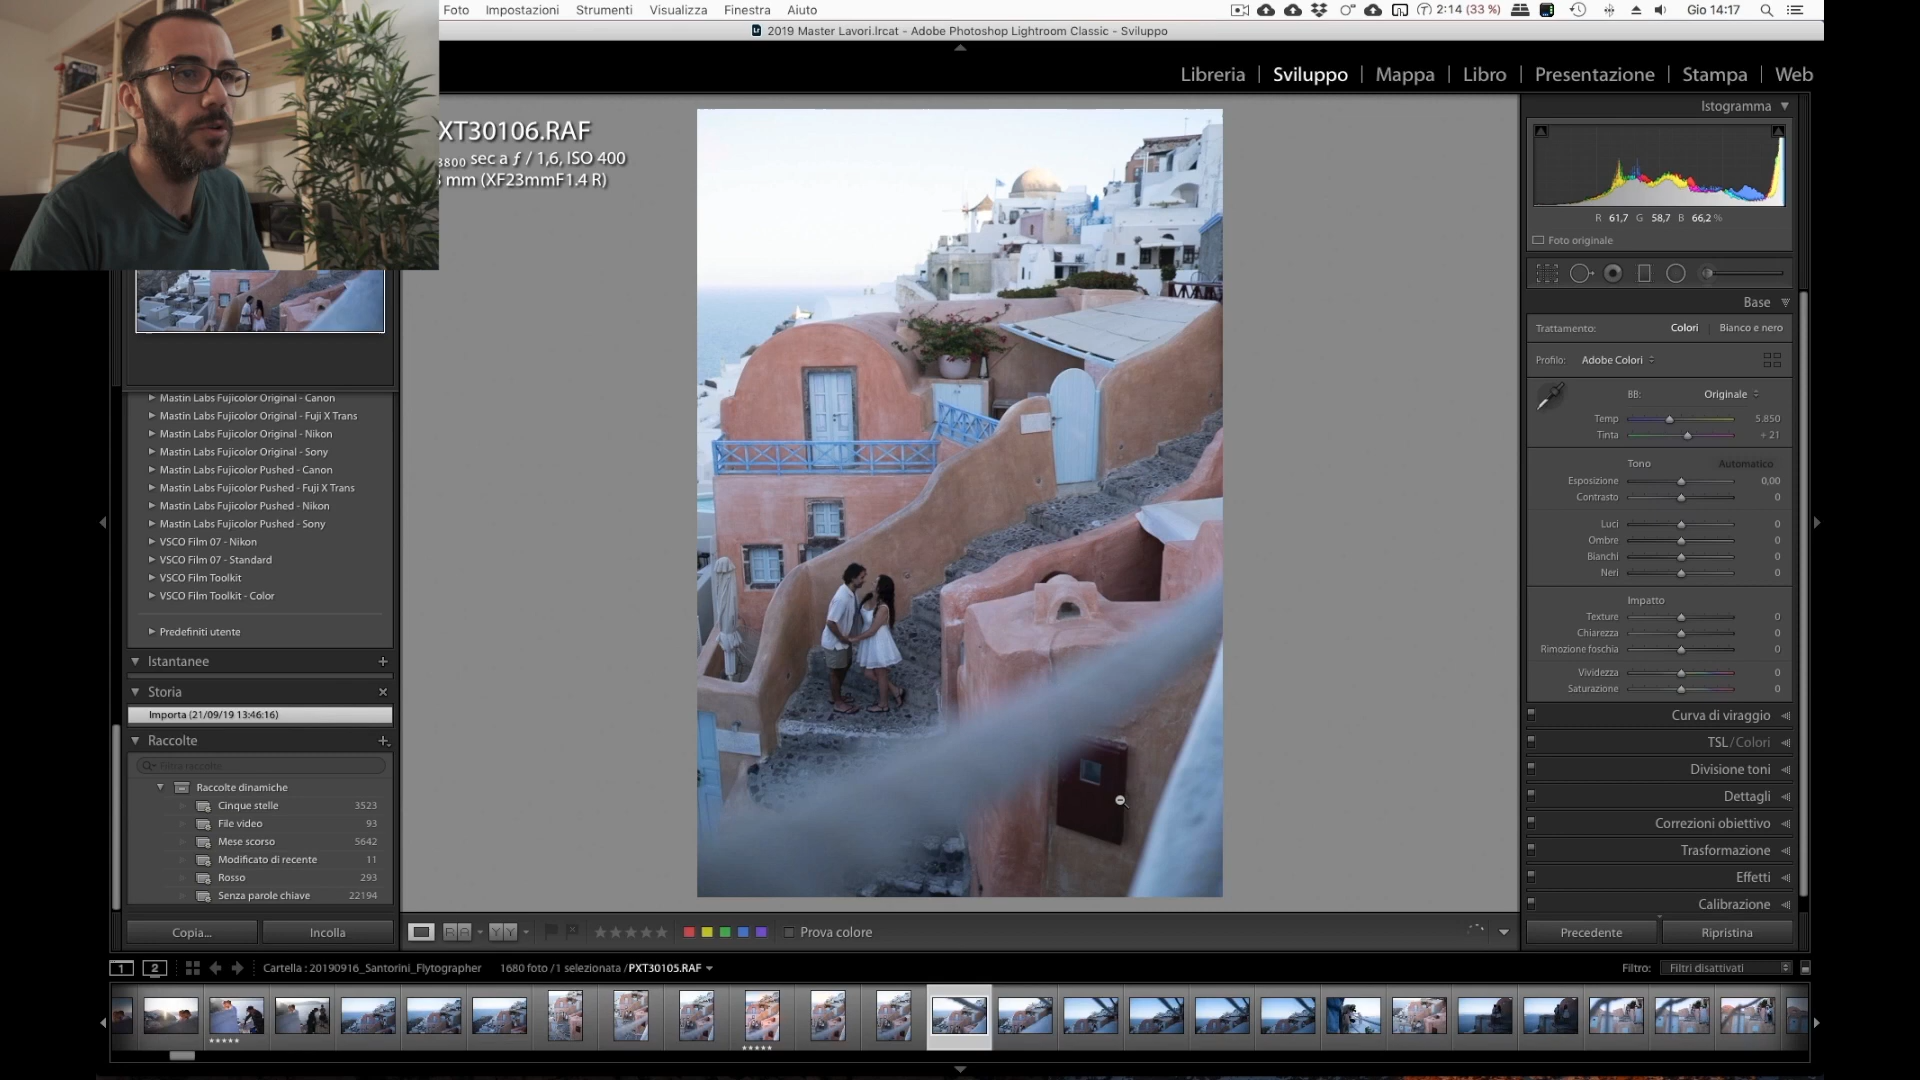 Foto Impostazioni Strumenti Visualizza Finestra Aiuto
2:14 (33 %) Gio 14:17
2019 Master Lavori.lrcat - Adobe Photoshop Lightroom Classic - Sviluppo
Libreria | Sviluppo | Mappa | Libro | Presentazione | Stampa | Web
XT30106.RAF
3800 sec a ƒ / 1,6, ISO 400
mm (XF23mmF1.4 R)
Mastin Labs Fujicolor Original - Canon
Mastin Labs Fujicolor Original - Fuji X Trans
Mastin Labs Fujicolor Original - Nikon
Mastin Labs Fujicolor Original - Sony
Mastin Labs Fujicolor Pushed - Canon
Mastin Labs Fujicolor Pushed - Fuji X Trans
Mastin Labs Fujicolor Pushed - Nikon
Mastin Labs Fujicolor Pushed - Sony
VSCO Film 07 - Nikon
VSCO Film 07 - Standard
VSCO Film Toolkit
VSCO Film Toolkit - Color
Predefiniti utente
Istantanee
Storia
Importa (21/09/19 13:46:16)
Raccolte
Filtra raccolte
Raccolte dinamiche
Cinque stelle 3523
File video 93
Mese scorso 5642
Modificato di recente 11
Rosso 293
Senza parole chiave 22194
Copia... Incolla
Prova colore
Istogramma
R 61,7 G 58,7 B 66,2 %
Foto originale
Base
Trattamento: Colori | Bianco e nero
Profilo: Adobe Colori
BB: Originale
Temp 5.850
Tinta + 21
Tono Automatico
Esposizione 0,00
Contrasto 0
Luci 0
Ombre 0
Bianchi 0
Neri 0
Impatto
Texture 0
Chiarezza 0
Rimozione foschia 0
Vividezza 0
Saturazione 0
Curva di viraggio
TSL / Colori
Divisione toni
Dettagli
Correzioni obiettivo
Trasformazione
Effetti
Calibrazione
Precedente Ripristina
1 2 Cartella : 20190916_Santorini_Flytographer 1680 foto /1 selezionata /PXT30105.RAF
Filtro: Filtri disattivati